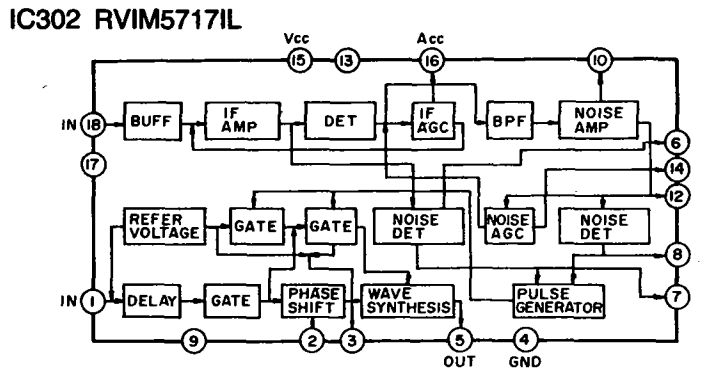 IC302 RVIM5717IL
Vcc
Acc
15
13
16
10
IN 18
BUFF
IF
AMP
DET
IF
AGC
BPF
NOISE
AMP
6
17
14
12
REFER
VOLTAGE
GATE
GATE
NOISE
DET
NOISE
AGC
NOISE
DET
8
IN 1
DELAY
GATE
PHASE
SHIFT
WAVE
SYNTHESIS
PULSE
GENERATOR
7
9
2
3
5
4
OUT
GND